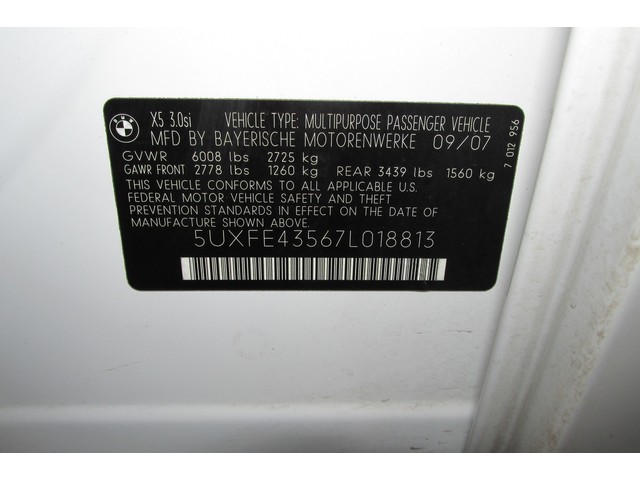 BMW
X5 3.0si VEHICLE TYPE: MULTIPURPOSE PASSENGER VEHICLE
MFD BY BAYERISCHE MOTORENWERKE 09/07
GVWR 6008 lbs 2725 kg
GAWR FRONT 2778 lbs 1260 kg REAR 3439 lbs 1560 kg
THIS VEHICLE CONFORMS TO ALL APPLICABLE U.S.
FEDERAL MOTOR VEHICLE SAFETY AND THEFT
PREVENTION STANDARDS IN EFFECT ON THE DATE OF
MANUFACTURE SHOWN ABOVE.
5UXFE43567L018813
7 012 956